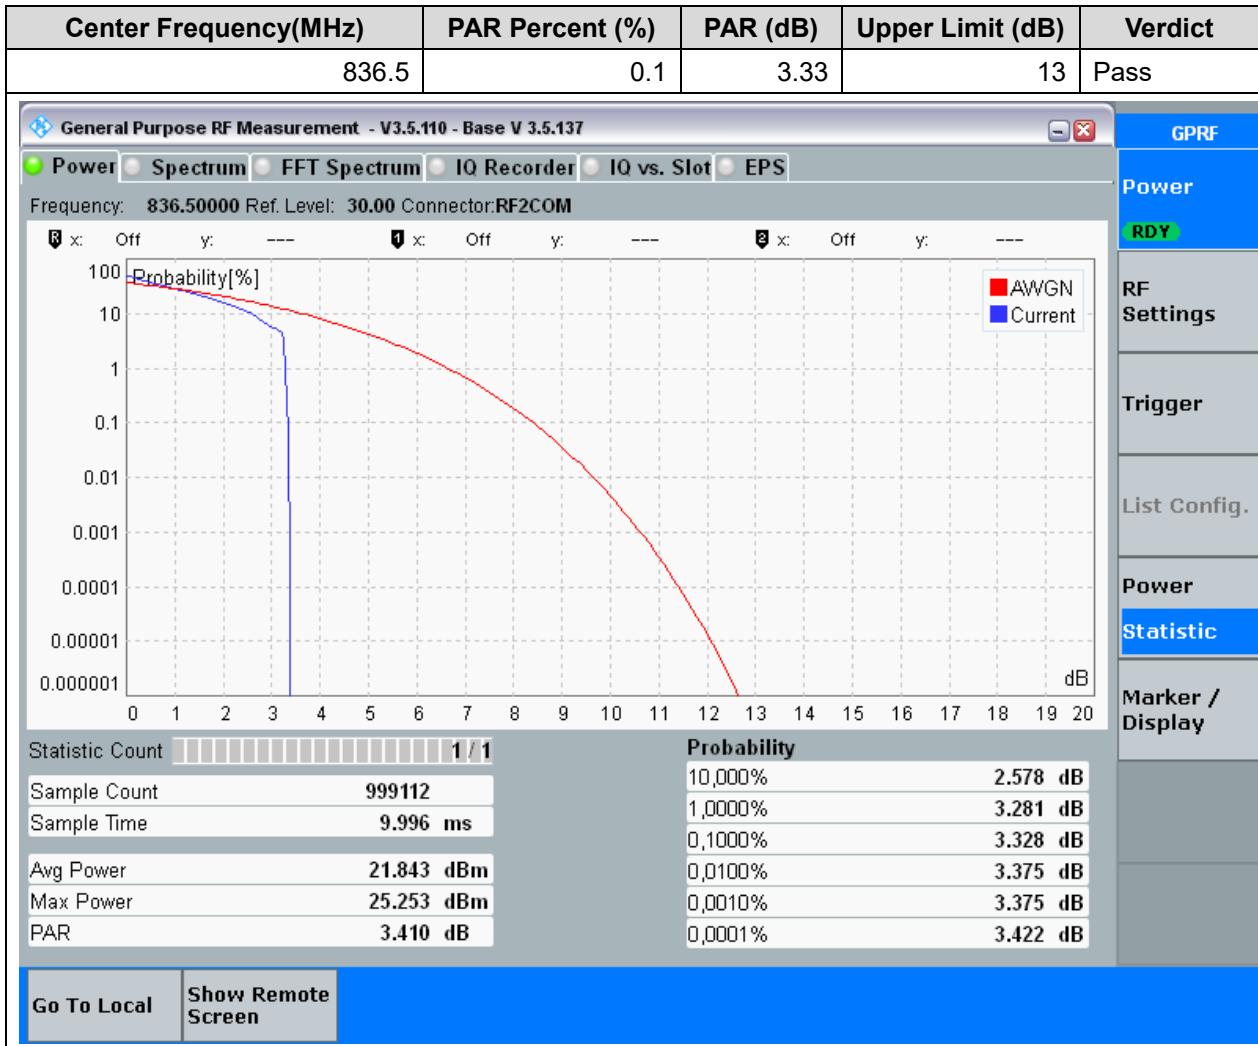 Center Frequency(MHz) PAR Percent (%) PAR (dB) Upper Limit (dB) Verdict
836.5 0.1 3.33 13 Pass
General Purpose RF Measurement - V3.5.110 - Base V 3.5.137
GPRF
Power Spectrum FFT Spectrum IQ Recorder IQ vs. Slot EPS
Power
RDY
Frequency: 836.50000 Ref. Level: 30.00 Connector:RF2COM
R x: Off y: --- 1 x: Off y: --- 2 x: Off y: ---
Probability[%]
AWGN
Current
100
10
1
0.1
0.01
0.001
0.0001
0.00001
0.000001
dB
0 1 2 3 4 5 6 7 8 9 10 11 12 13 14 15 16 17 18 19 20
RF
Settings
Trigger
List Config.
Power
Statistic
Marker /
Display
Statistic Count 1 / 1
Sample Count 999112
Sample Time 9.996 ms
Avg Power 21.843 dBm
Max Power 25.253 dBm
PAR 3.410 dB
Probability
10,000% 2.578 dB
1,0000% 3.281 dB
0,1000% 3.328 dB
0,0100% 3.375 dB
0,0010% 3.375 dB
0,0001% 3.422 dB
Go To Local
Show Remote
Screen